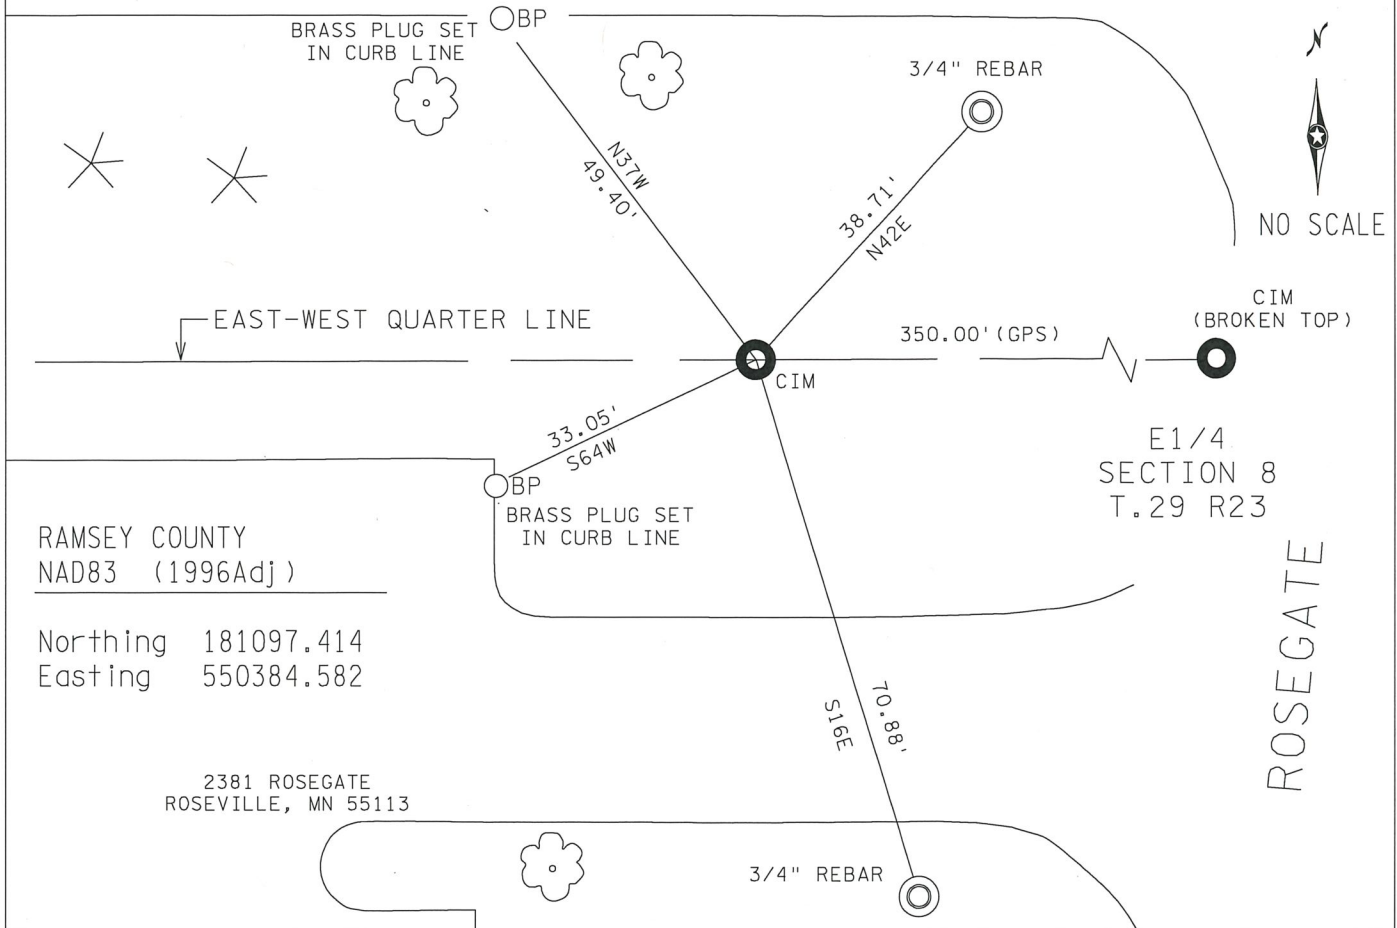 BP
BRASS PLUG SET
IN CURB LINE
3/4" REBAR
N
NO SCALE
N37W
49.40'
38.71'
N42E
EAST-WEST QUARTER LINE
350.00'(GPS)
CIM
(BROKEN TOP)
CIM
33.05'
S64W
E1/4
SECTION 8
T.29 R23
BP
BRASS PLUG SET
IN CURB LINE
RAMSEY COUNTY
NAD83 (1996Adj)
Northing 181097.414
Easting 550384.582
ROSEGATE
70.88'
S16E
2381 ROSEGATE
ROSEVILLE, MN 55113
3/4" REBAR